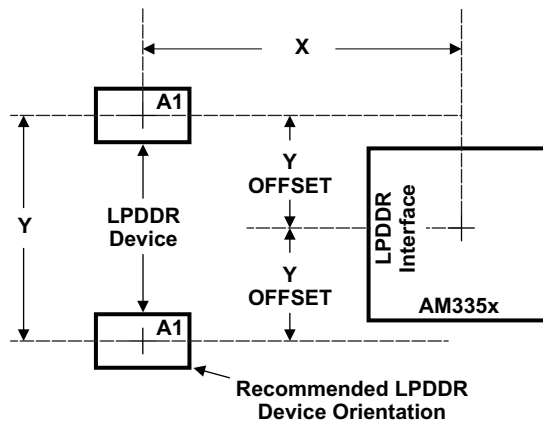 X
A1
Y
OFFSET
LPDDR
Interface
Y
LPDDR
Device
Y
OFFSET
A1
AM335x
Recommended LPDDR
Device Orientation